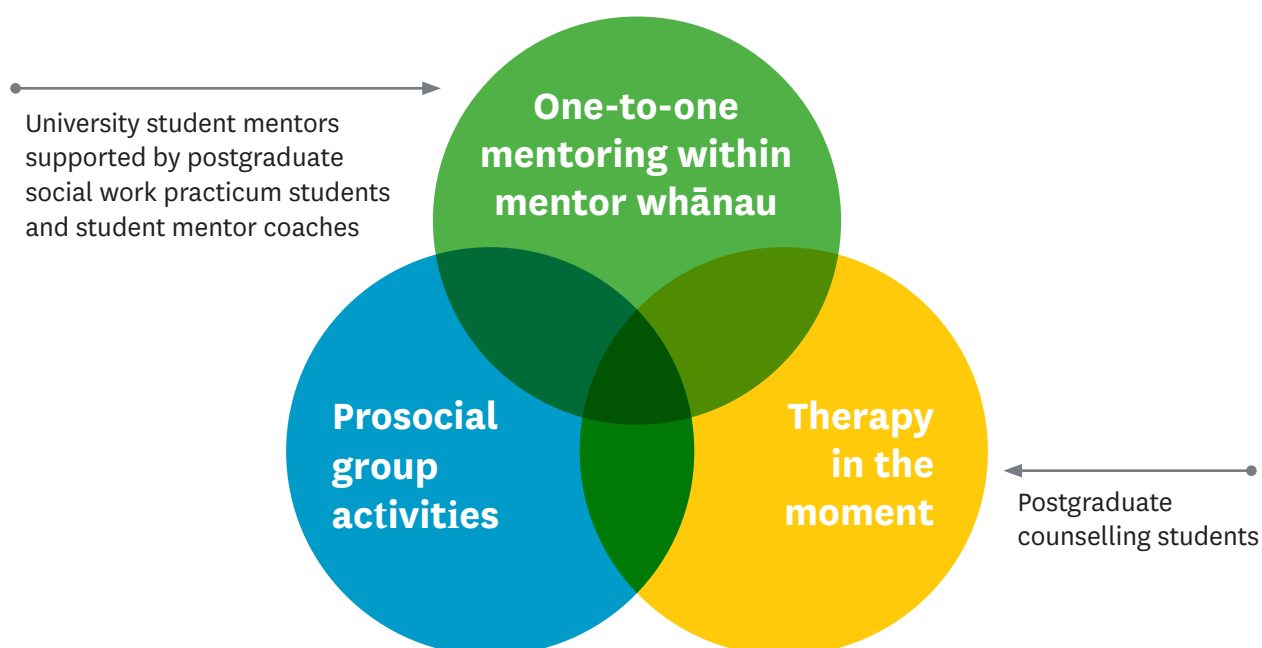 One-to-one
mentoring within
mentor whānau
University student mentors
supported by postgraduate
social work practicum students
and student mentor coaches
Prosocial
group
activities
Therapy
in the
moment
Postgraduate
counselling students